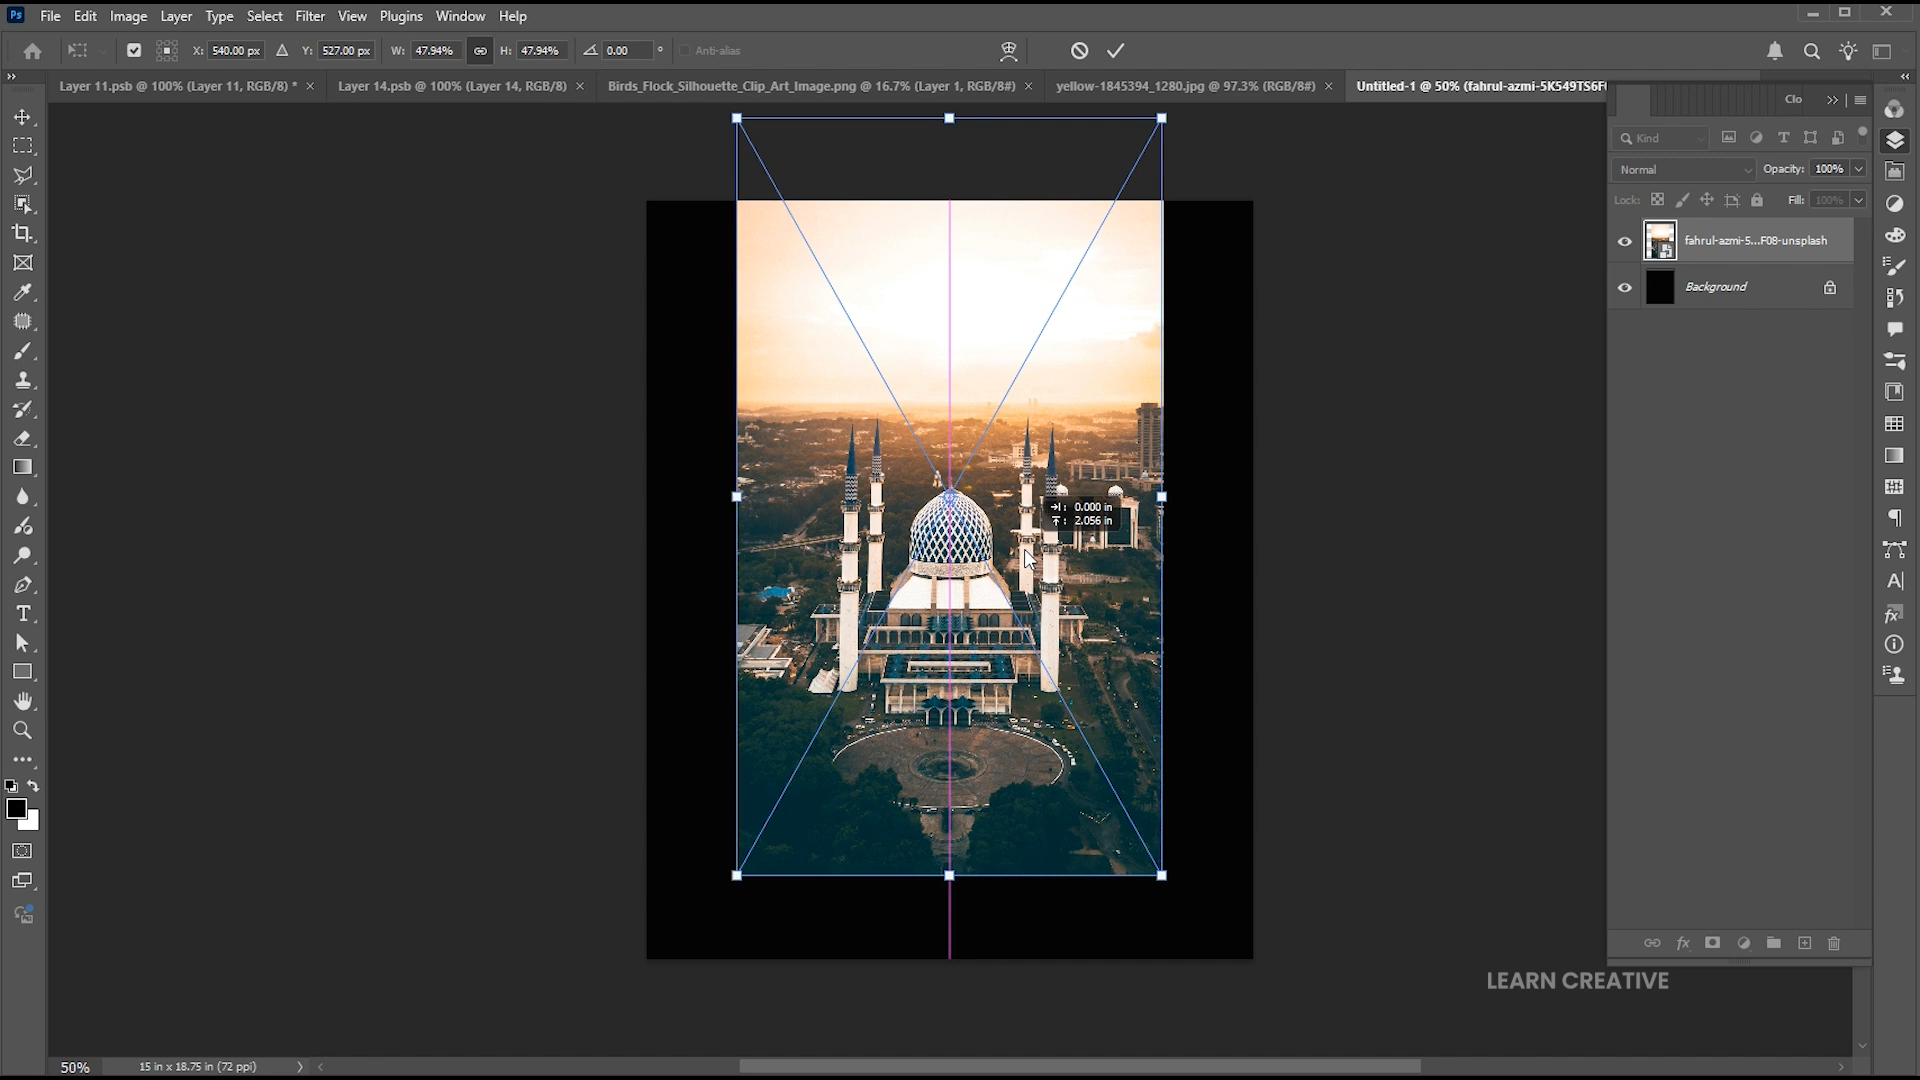 Ps File Edit Image Layer Type Select Filter View Plugins Window Help
X: 540.00 px Y: 527.00 px W: 47.94% H: 47.94% 0.00 ° Anti-alias
Layer 11.psb @ 100% (Layer 11, RGB/8) * × Layer 14.psb @ 100% (Layer 14, RGB/8) × Birds_Flock_Silhouette_Clip_Art_Image.png @ 16.7% (Layer 1, RGB/8#) × yellow-1845394_1280.jpg @ 97.3% (RGB/8#) × Untitled-1 @ 50% (fahrul-azmi-5K549TS6F
Clo
Kind
Normal Opacity: 100%
Lock: Fill: 100%
fahrul-azmi-5...F08-unsplash
Background
0.000 in
2.056 in
LEARN CREATIVE
50% 15 in x 18.75 in (72 ppi)